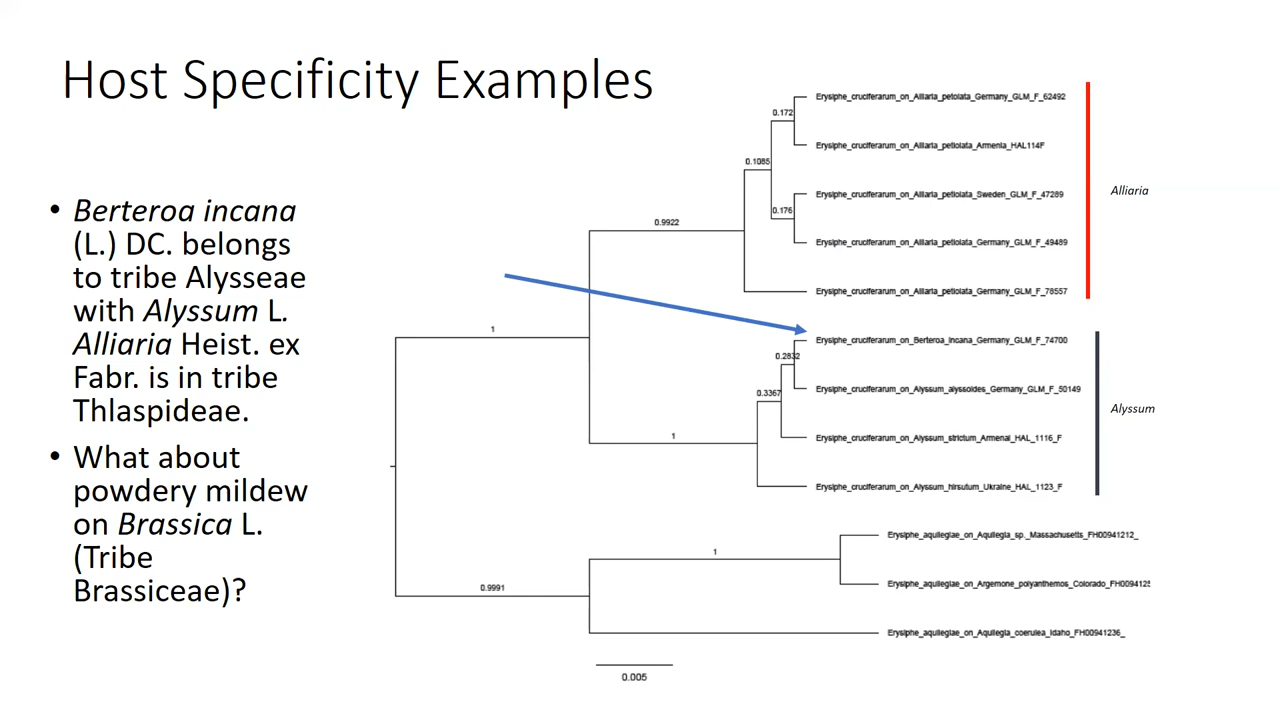 Host Specificity Examples
• Berteroa incana
(L.) DC. belongs
to tribe Alysseae
with Alyssum L.
Alliaria Heist. ex
Fabr. is in tribe
Thlaspideae.
• What about
powdery mildew
on Brassica L.
(Tribe
Brassiceae)?
Erysiphe_cruciferarum_on_Alliaria_petiolata_Germany_GLM_F_62492
0.172
Erysiphe_cruciferarum_on_Alliaria_petiolata_Armenia_HAL114F
0.1085
Erysiphe_cruciferarum_on_Alliaria_petiolata_Sweden_GLM_F_47289
0.176
Erysiphe_cruciferarum_on_Alliaria_petiolata_Germany_GLM_F_49489
0.9922
Erysiphe_cruciferarum_on_Alliaria_petiolata_Germany_GLM_F_78557
Alliaria
1
Erysiphe_cruciferarum_on_Berteroa_incana_Germany_GLM_F_74700
0.2832
Erysiphe_cruciferarum_on_Alyssum_alyssoides_Germany_GLM_F_50149
0.3367
Erysiphe_cruciferarum_on_Alyssum_strictum_Armenai_HAL_1116_F
1
Erysiphe_cruciferarum_on_Alyssum_hirsutum_Ukraine_HAL_1123_F
Alyssum
Erysiphe_aquilegiae_on_Aquilegia_sp._Massachusetts_FH00941212_
1
Erysiphe_aquilegiae_on_Argemone_polyanthemos_Colorado_FH0094125
0.9991
Erysiphe_aquilegiae_on_Aquilegia_coerulea_Idaho_FH00941236_
0.005